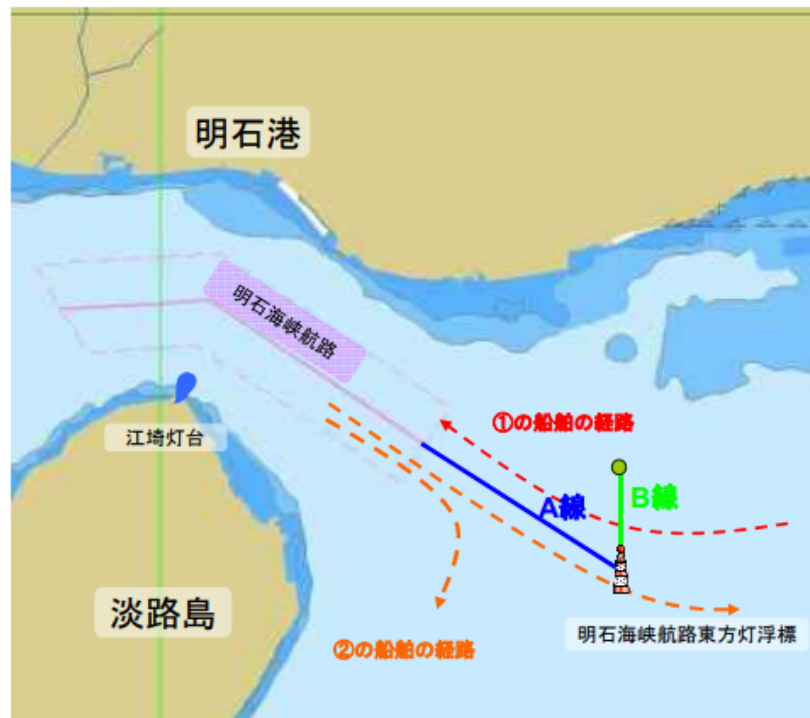 明石港
明石海峡航路
江埼灯台
①の船舶の経路
A線
B線
淡路島
②の船舶の経路
明石海峡航路東方灯浮標